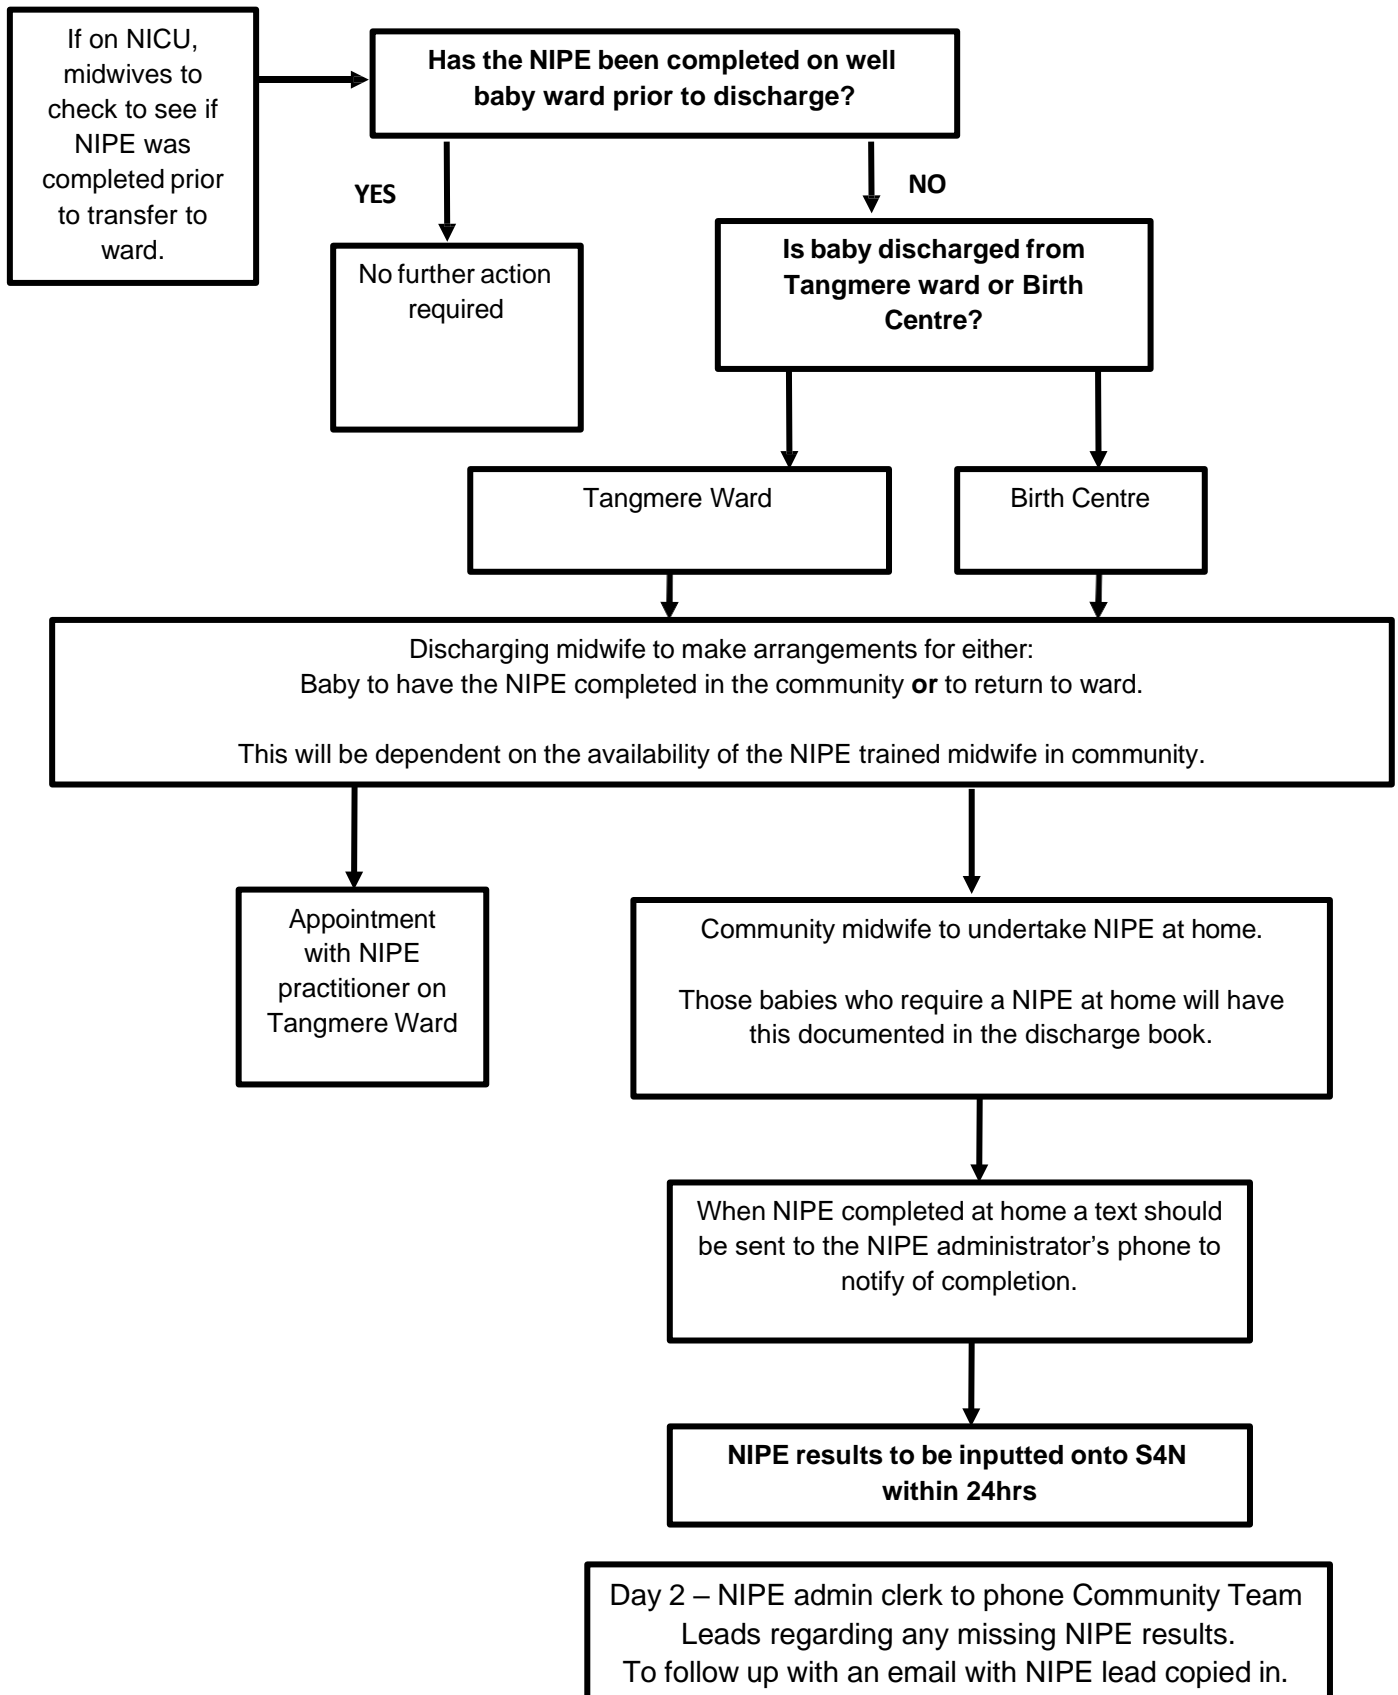 If on NICU,
midwives to
check to see if
NIPE was
completed prior
to transfer to
ward.
Has the NIPE been completed on well
baby ward prior to discharge?
YES
NO
No further action
required
Is baby discharged from
Tangmere ward or Birth
Centre?
Tangmere Ward
Birth Centre
Discharging midwife to make arrangements for either:
Baby to have the NIPE completed in the community or to return to ward.
This will be dependent on the availability of the NIPE trained midwife in community.
Appointment
with NIPE
practitioner on
Tangmere Ward
Community midwife to undertake NIPE at home.
Those babies who require a NIPE at home will have
this documented in the discharge book.
When NIPE completed at home a text should
be sent to the NIPE administrator’s phone to
notify of completion.
NIPE results to be inputted onto S4N
within 24hrs
Day 2 – NIPE admin clerk to phone Community Team
Leads regarding any missing NIPE results.
To follow up with an email with NIPE lead copied in.